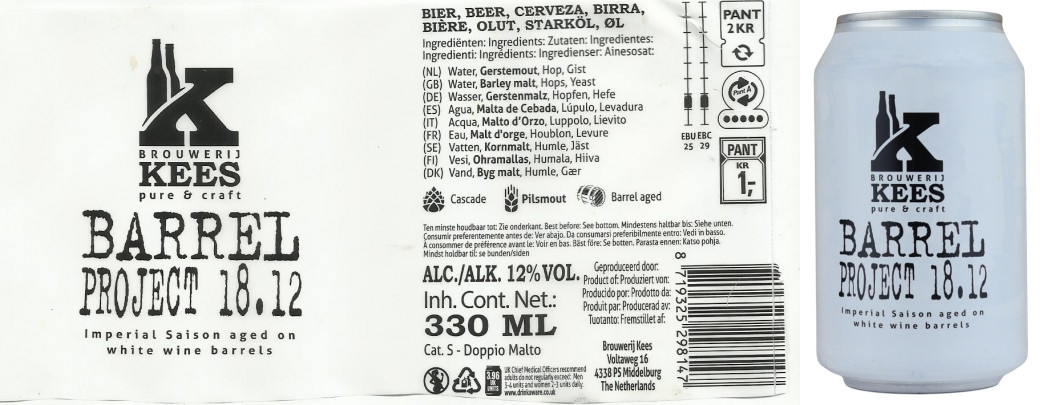 BROUWERIJ
KEES
pure & craft
BARREL
PROJECT 18.12
Imperial Saison aged on
white wine barrels
BIER, BEER, CERVEZA, BIRRA,
BIÈRE, OLUT, STARKÖL, ØL
Ingrediënten: Ingredients: Zutaten: Ingredientes:
Ingredienti: Ingrédients: Ingredienser: Ainesosat:
(NL) Water, Gerstemout, Hop, Gist
(GB) Water, Barley malt, Hops, Yeast
(DE) Wasser, Gerstenmalz, Hopfen, Hefe
(ES) Agua, Malta de Cebada, Lúpulo, Levadura
(IT) Acqua, Malto d'Orzo, Luppolo, Lievito
(FR) Eau, Malt d'orge, Houblon, Levure
(SE) Vatten, Kornmalt, Humle, Jäst
(FI) Vesi, Ohramallas, Humala, Hiiva
(DK) Vand, Byg malt, Humle, Gær
Cascade
Pilsmout
Barrel aged
EBU EBC
25 29
PANT
2KR
Pant A
PANT
KR
1,-
Ten minste houdbaar tot: Zie onderkant. Best before: See bottom. Mindestens haltbar bis: Siehe unten.
Consumir preferentemente antes de: Ver abajo. Da consumarsi preferibilmente entro: Vedi in basso.
A consommer de préférence avant le: Voir en bas. Bäst före: Se botten. Parasta ennen: Katso pohja.
Mindst holdbar til: se bunden/siden
ALC./ALK. 12% VOL.
Inh. Cont. Net.:
330 ML
Cat. S - Doppio Malto
Geproduceerd door:
Product of: Produziert von:
Producido por: Prodotto da:
Produit par: Producerad av:
Tuotanto: Fremstillet af:
Brouwerij Kees
Voltaweg 16
4338 PS Middelburg
The Netherlands
3.96
UK
UNITS
UK Chief Medical Officers recommend
adults do not regularly exceed: Men
3-4 units and women 2-3 units daily.
www.drinkaware.co.uk
8 719325 298147
BROUWERIJ
KEES
pure & craft
BARREL
PROJECT 18.12
Imperial Saison aged on
white wine barrels